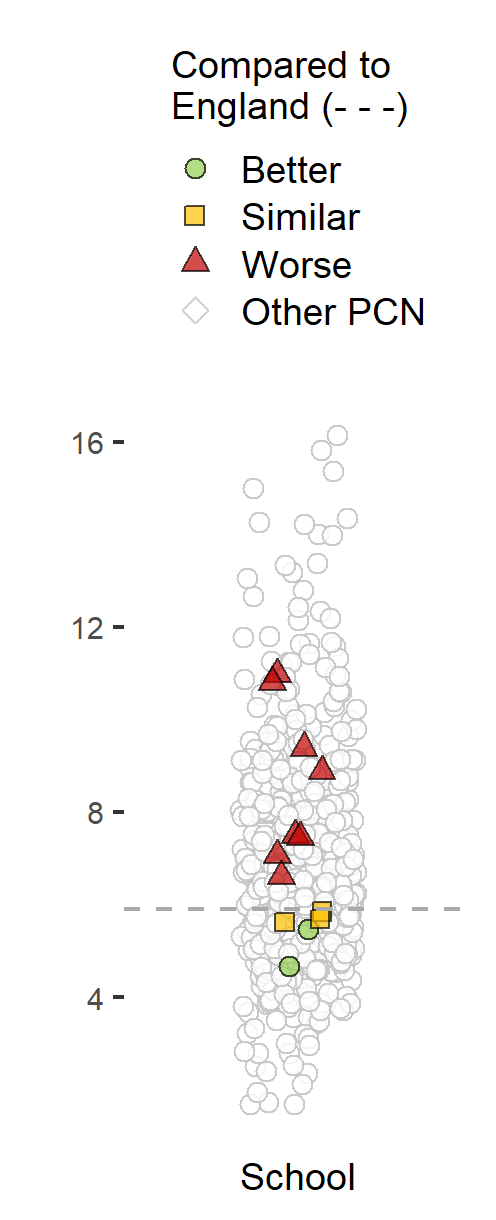 Compared to
England (- - -)
Better
Similar
Worse
Other PCN
16
12
8
4
School